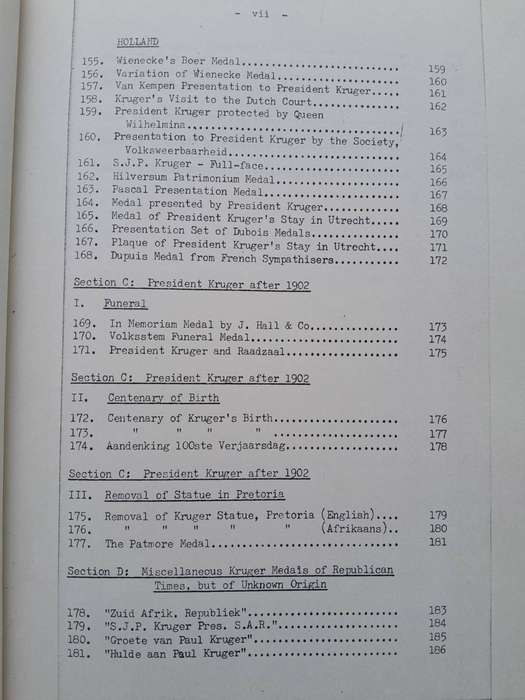 - vii -
HOLLAND
155. Wienecke's Boer Medal........................... 159
156. Variation of Wienecke Medal..................... 160
157. Van Kempen Presentation to President Kruger..... 161
158. Kruger's Visit to the Dutch Court............... 162
159. President Kruger protected by Queen
Wilhelmina.................................... 163
160. Presentation to President Kruger by the Society,
Volksweerbaarheid............................. 164
161. S.J.P. Kruger - Full-face....................... 165
162. Hilversum Patrimonium Medal..................... 166
163. Pascal Presentation Medal....................... 167
164. Medal presented by President Kruger............. 168
165. Medal of President Kruger's Stay in Utrecht..... 169
166. Presentation Set of Dubois Medals............... 170
167. Plaque of President Kruger's Stay in Utrecht.... 171
168. Dupuis Medal from French Sympathisers........... 172
Section C: President Kruger after 1902
I. Funeral
169. In Memoriam Medal by J. Hall & Co............... 173
170. Volksstem Funeral Medal......................... 174
171. President Kruger and Raadzaal................... 175
Section C: President Kruger after 1902
II. Centenary of Birth
172. Centenary of Kruger's Birth..................... 176
173. " " " " ..................... 177
174. Aandenking 100ste Verjaarsdag................... 178
Section C: President Kruger after 1902
III. Removal of Statue in Pretoria
175. Removal of Kruger Statue, Pretoria (English).... 179
176. " " " " " (Afrikaans).. 180
177. The Patmore Medal............................... 181
Section D: Miscellaneous Kruger Medals of Republican
Times, but of Unknown Origin
178. "Zuid Afrik. Republiek"......................... 183
179. "S.J.P. Kruger Pres. S.A.R.".................... 184
180. "Groete van Paul Kruger"........................ 185
181. "Hulde aan Paul Kruger"......................... 186